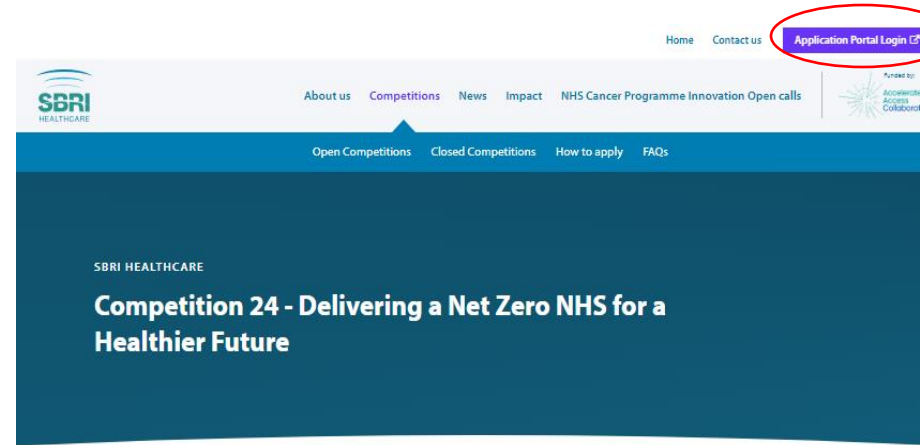 Home Contact us Application Portal Login
SBRI
HEALTHCARE
About us Competitions News Impact NHS Cancer Programme Innovation Open calls
Funded by:
Access
Open Competitions Closed Competitions How to apply FAQs
SBRI HEALTHCARE
Competition 24 - Delivering a Net Zero NHS for a
Healthier Future